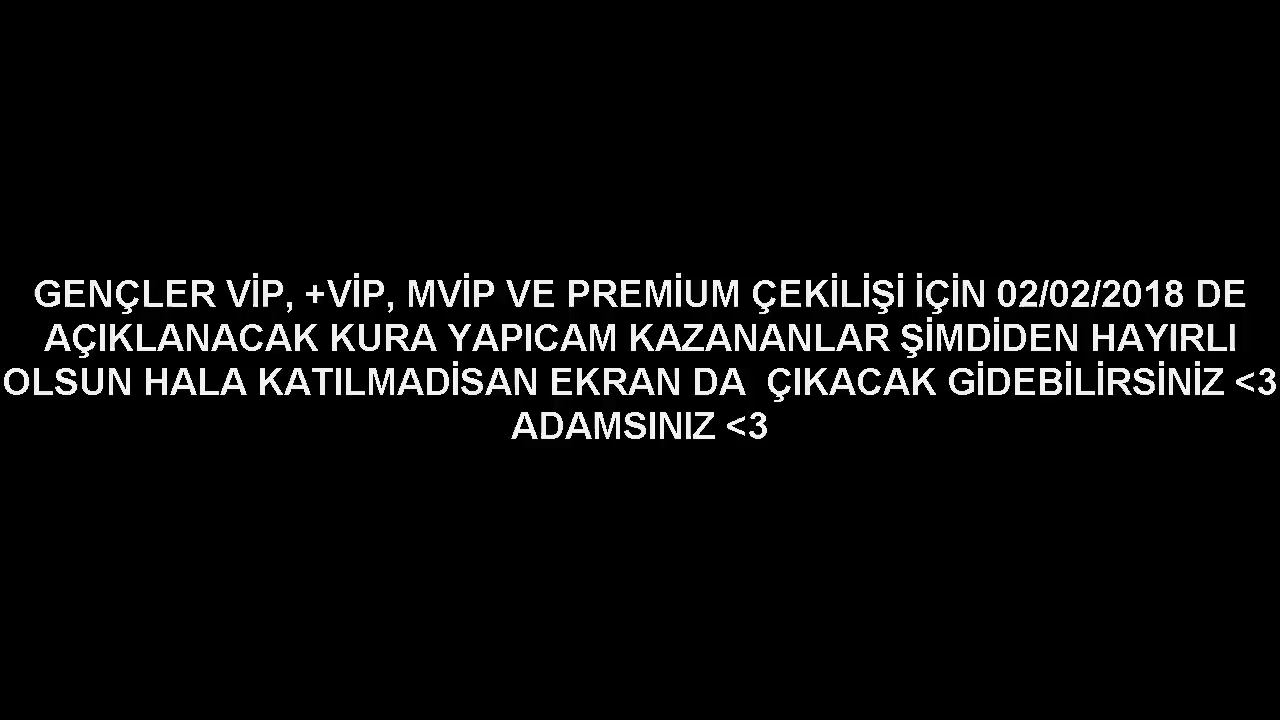 GENÇLER VİP, +VİP, MVİP VE PREMİUM ÇEKİLİŞİ İÇİN 02/02/2018 DE
AÇIKLANACAK KURA YAPICAM KAZANANLAR ŞİMDİDEN HAYIRLI
OLSUN HALA KATILMADİSAN EKRAN DA  ÇIKACAK GİDEBİLİRSİNİZ <3
ADAMSINIZ <3